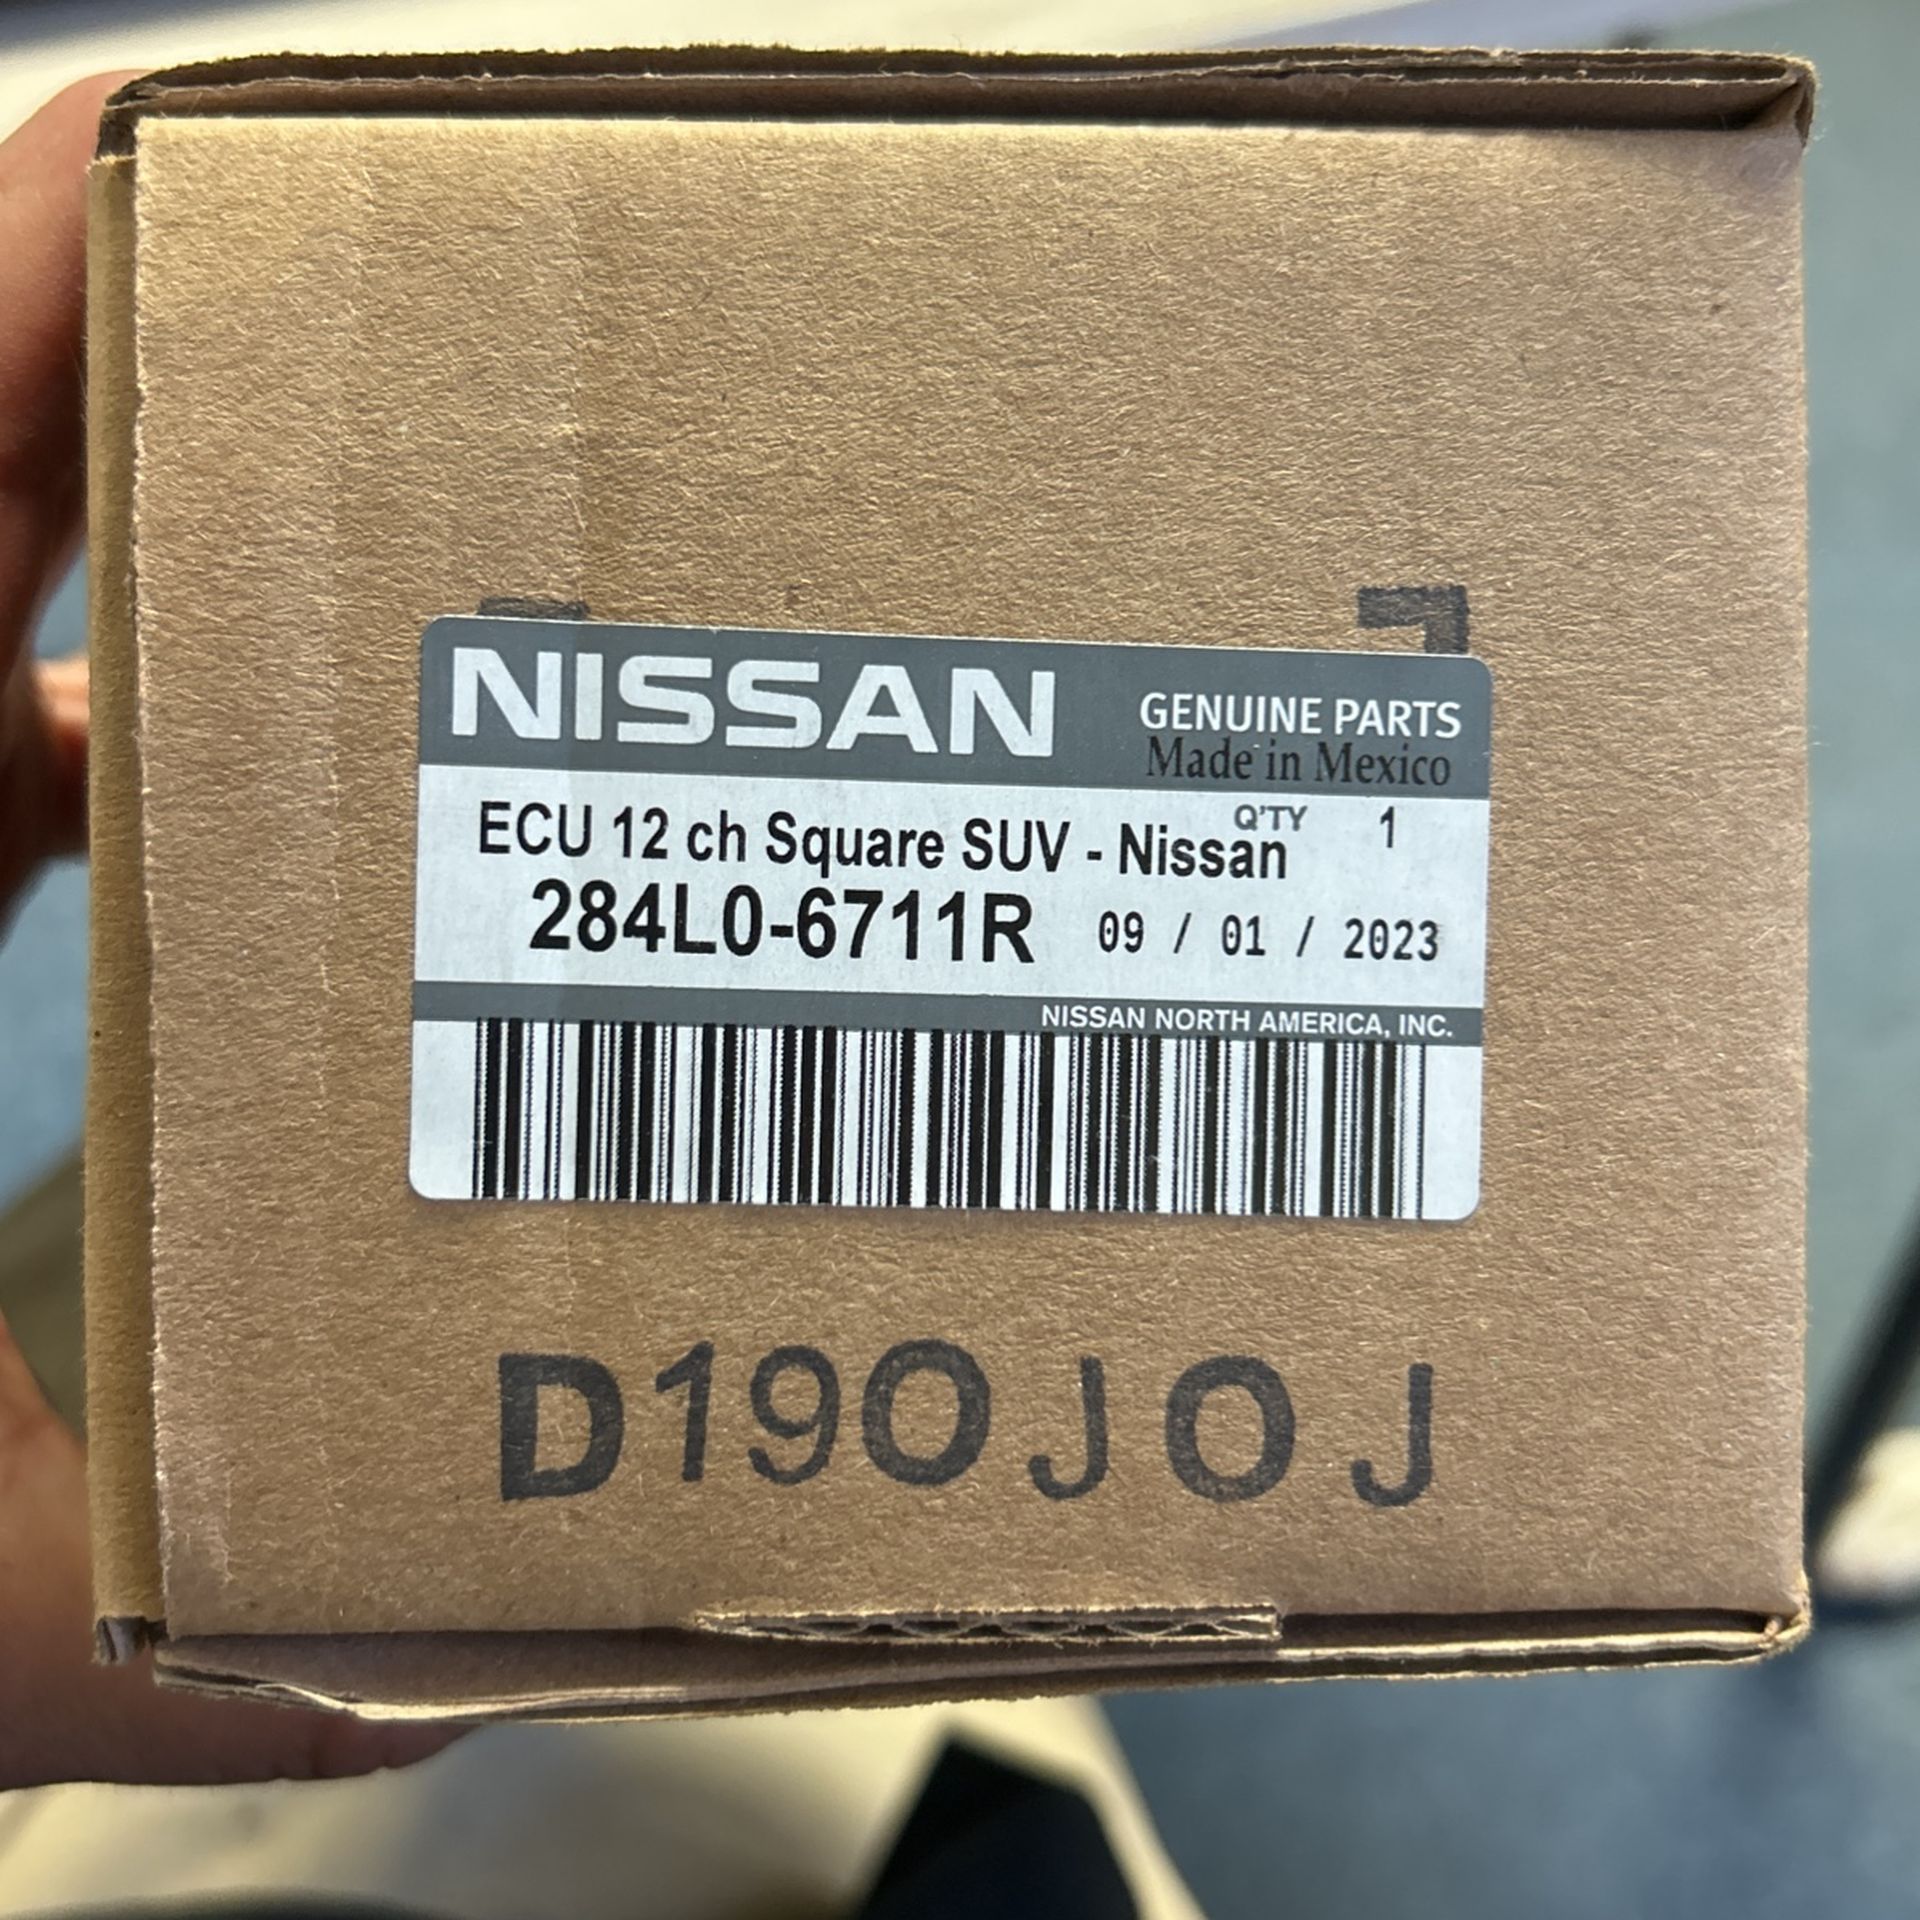 NISSAN
GENUINE PARTS
Made in Mexico
Q'TY 1
ECU 12 ch Square SUV - Nissan
284L0-6711R 09 / 01 / 2023
NISSAN NORTH AMERICA, INC.
D190J0J